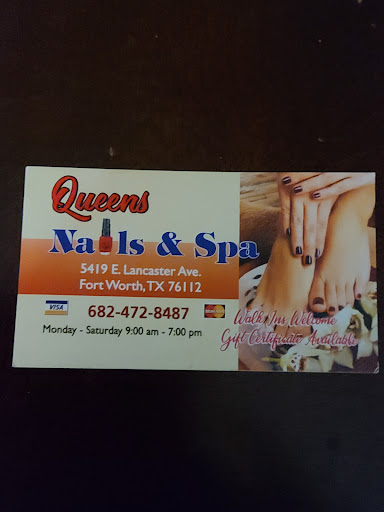 Queens
Nails & Spa
5419 E. Lancaster Ave.
Fort Worth, TX 76112
VISA 682-472-8487 MasterCard
Monday - Saturday 9:00 am - 7:00 pm
Walk Ins Welcome
Gift Certificate Available